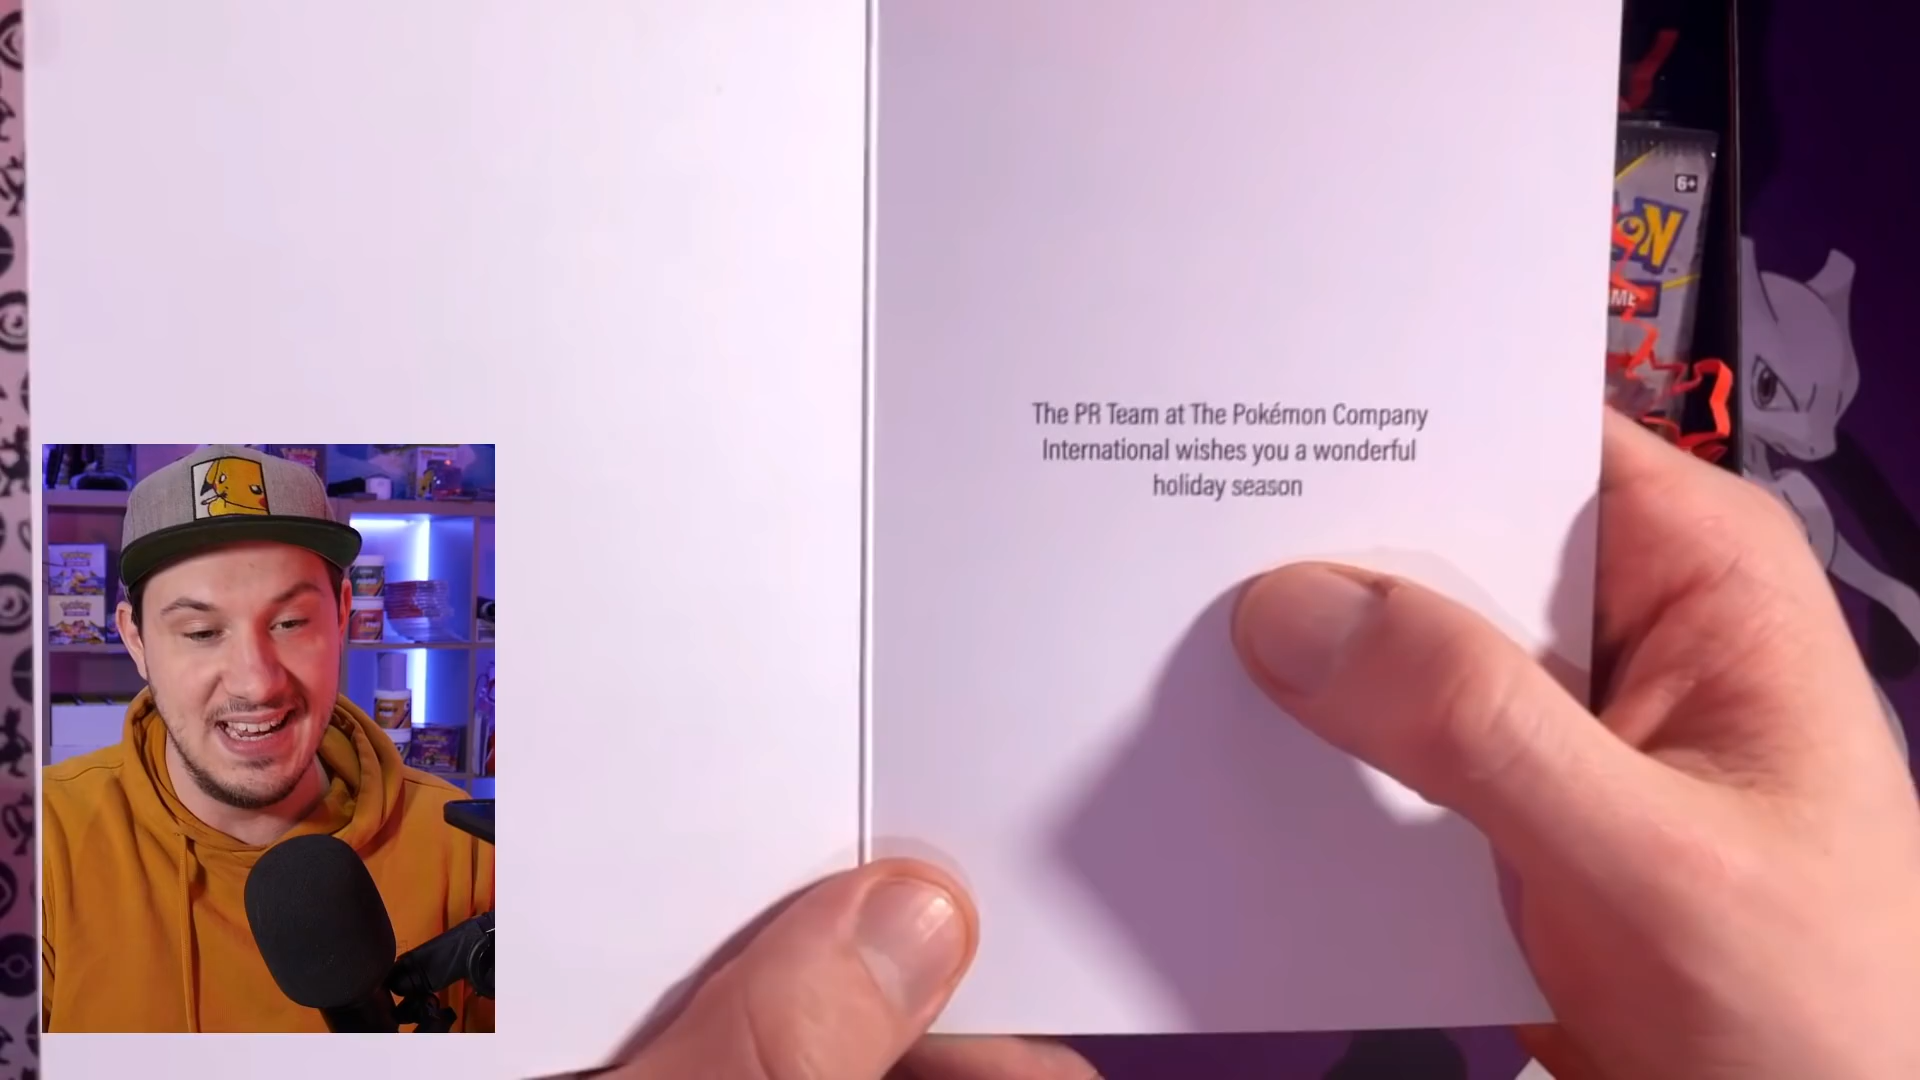 The PR Team at The Pokémon Company
International wishes you a wonderful
holiday season
6+